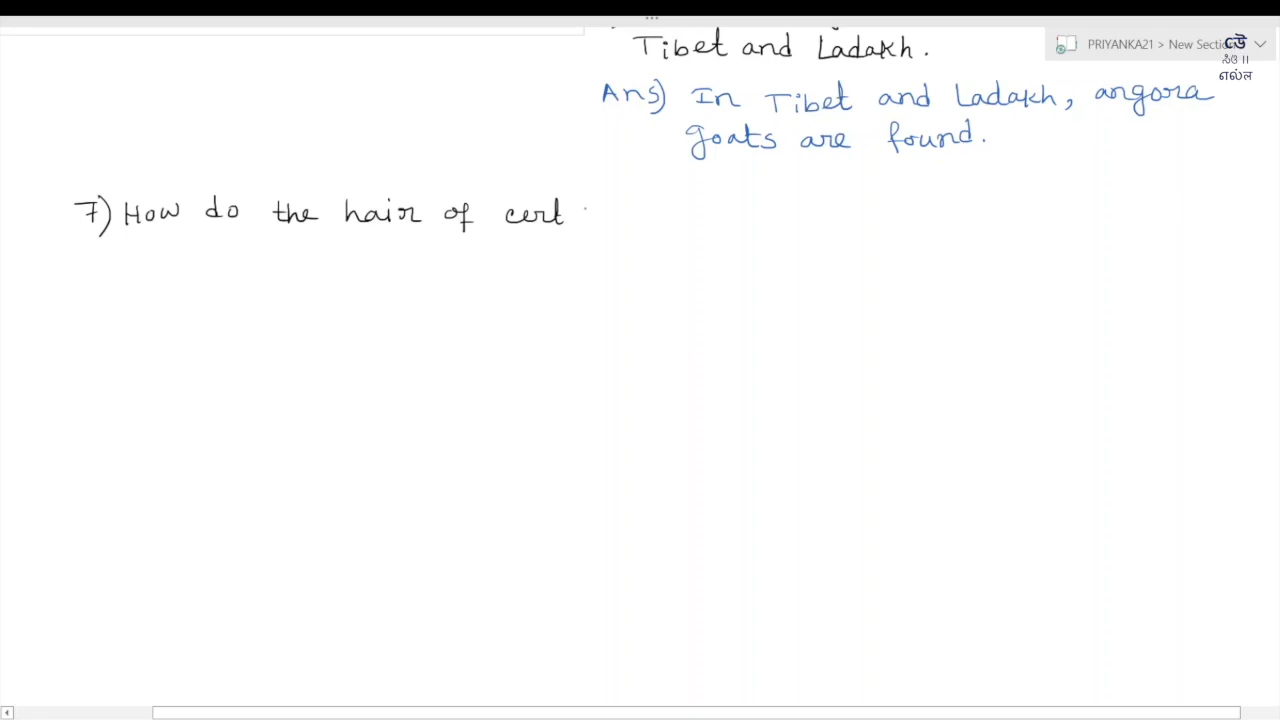 Tibet and Ladakh.
PRIYANKA21 > New Section
Ans) In Tibet and Ladakh, angora
goats are found.
7) How do the hair of cert